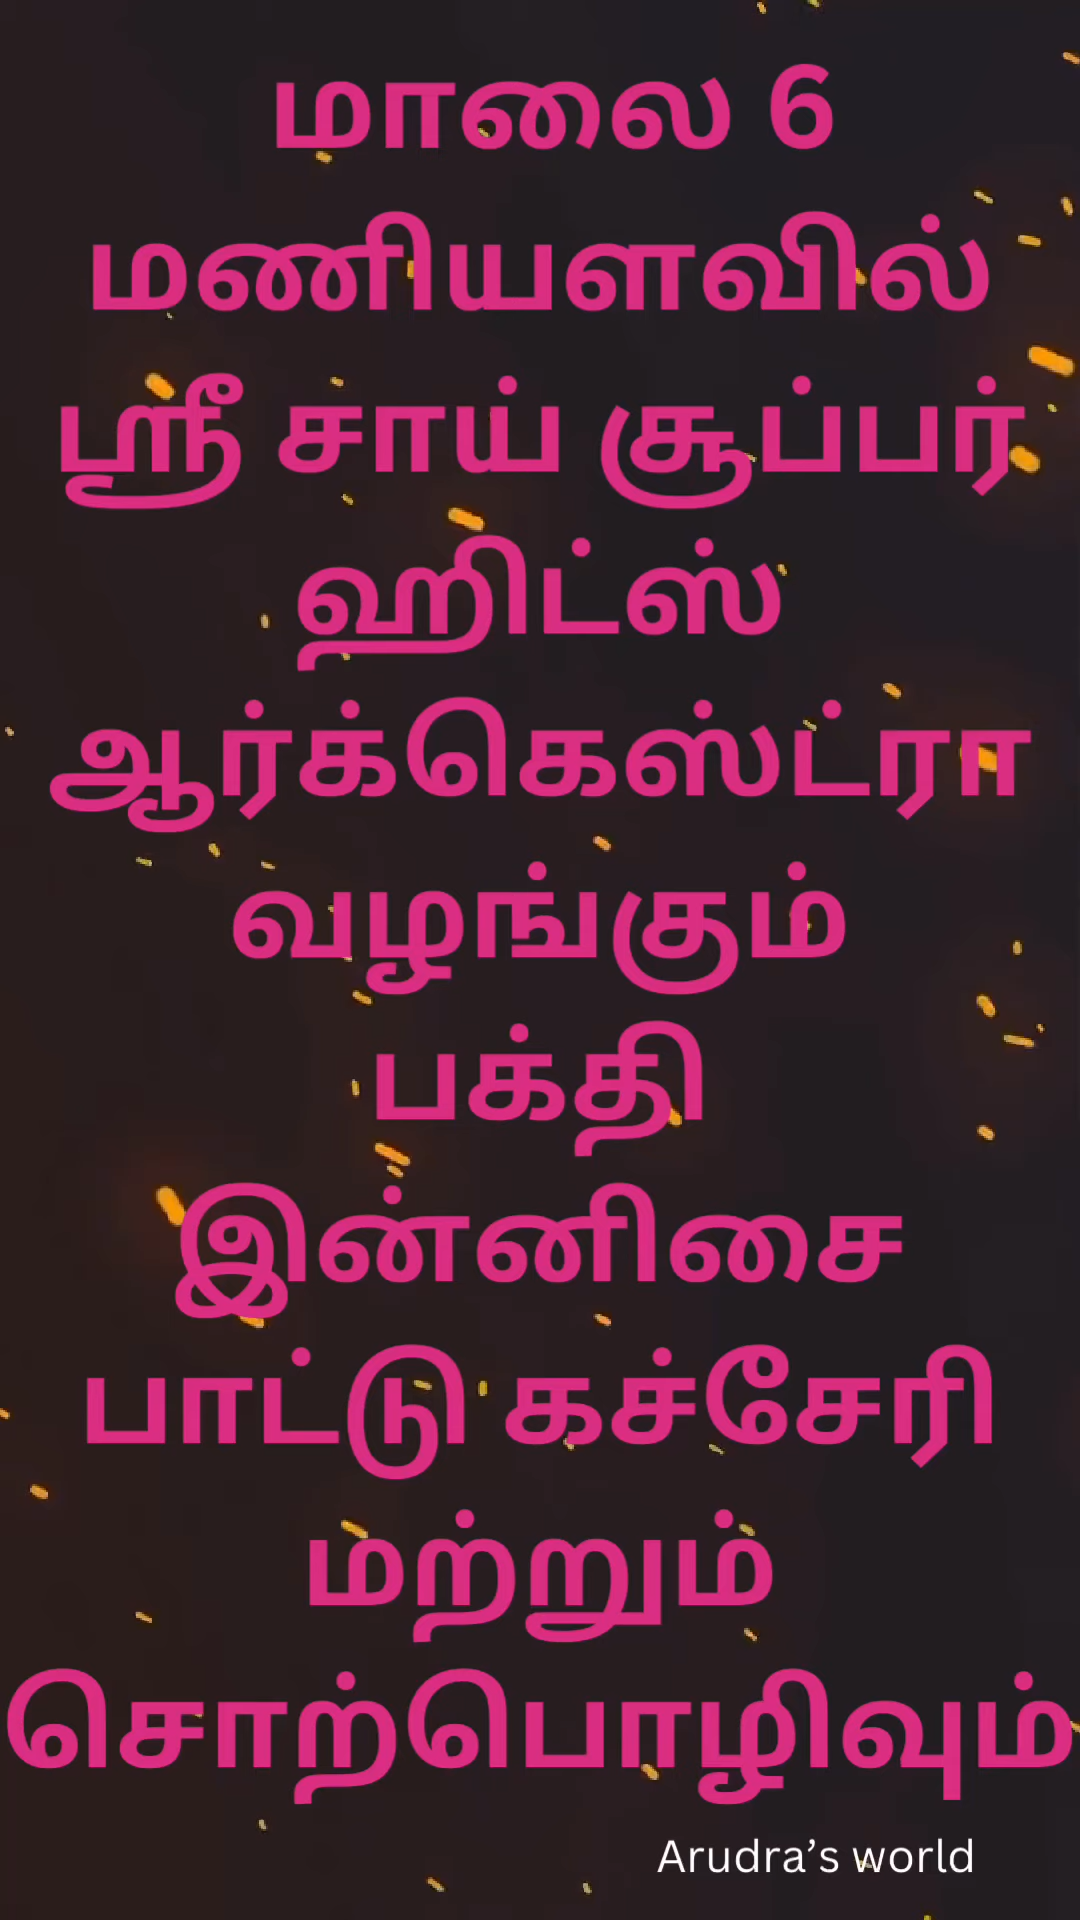 மாலை 6
மணியளவில்
ஸ்ரீ சாய் சூப்பர்
ஹிட்ஸ்
ஆர்க்கெஸ்ட்ரா
வழங்கும்
பக்தி
இன்னிசை
பாட்டு கச்சேரி
மற்றும்
சொற்பொழிவும்
Arudra’s world